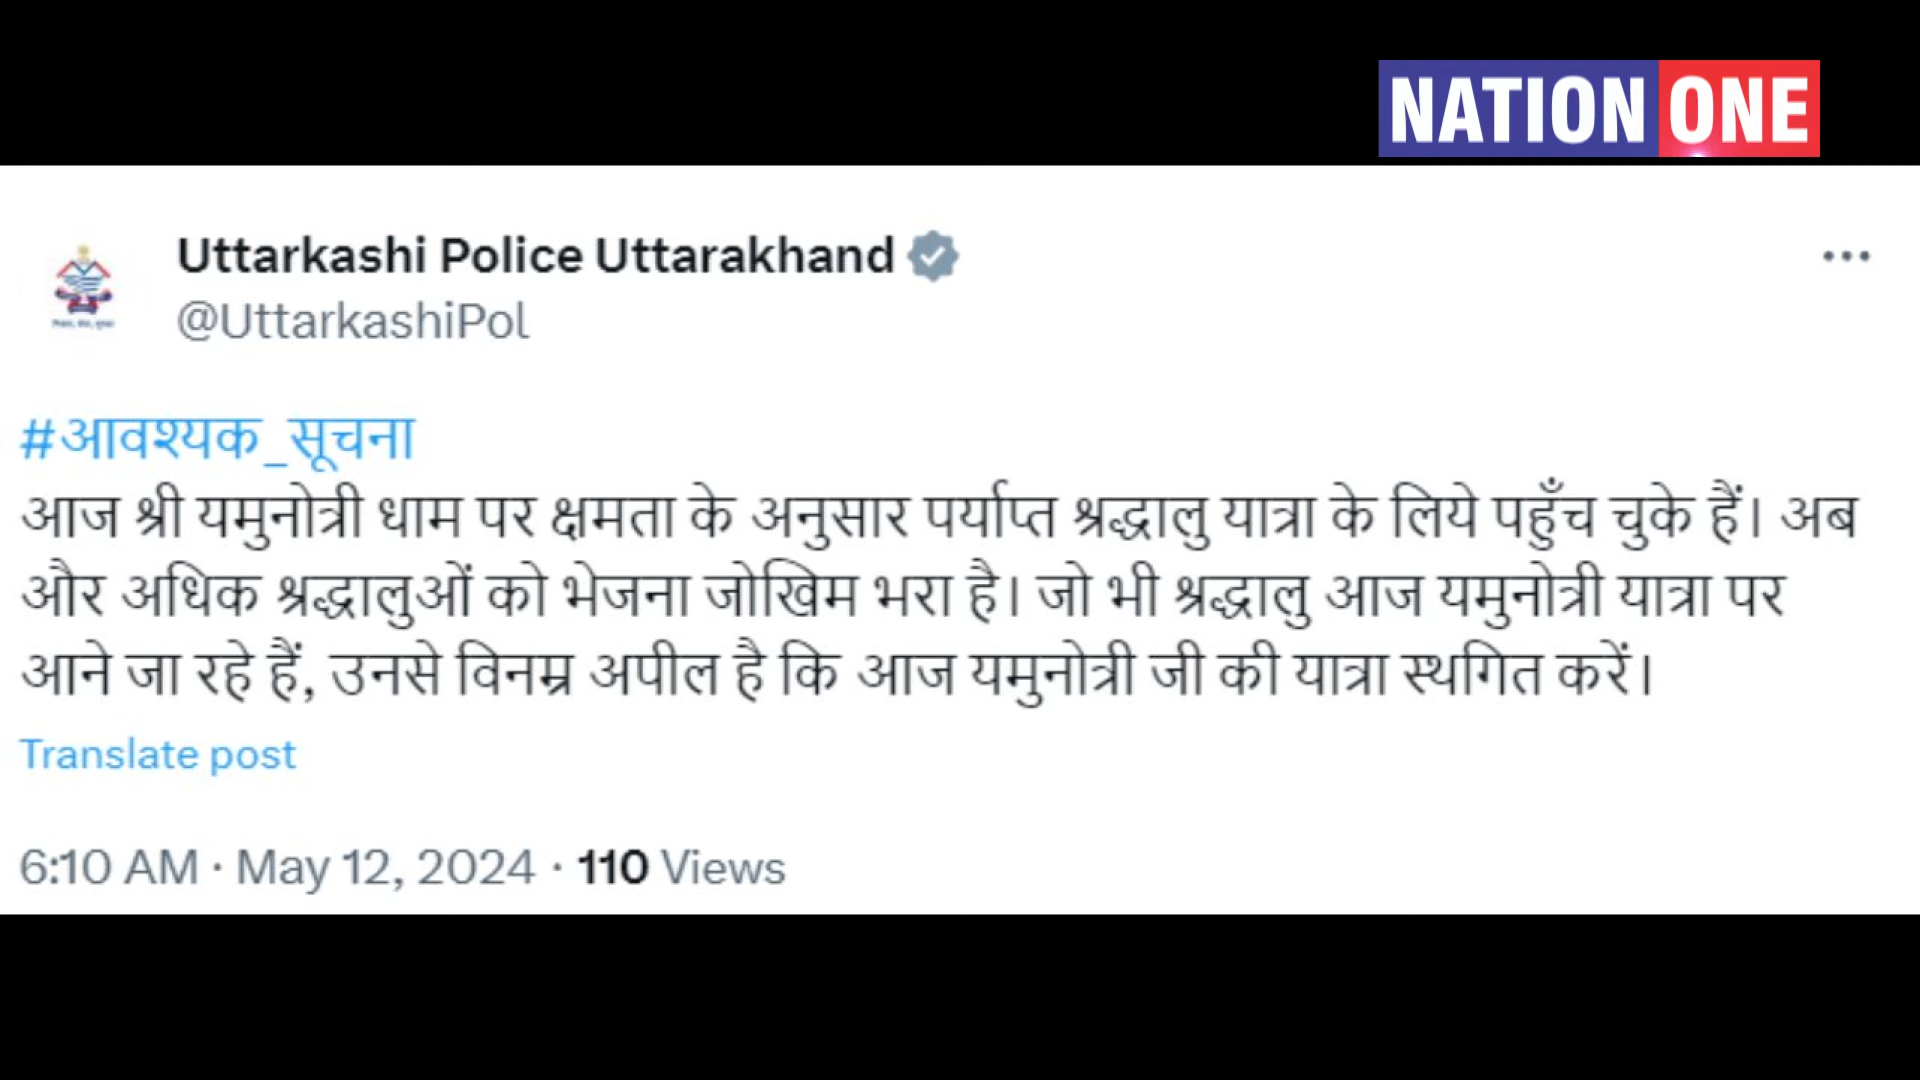 NATION ONE
Uttarkashi Police Uttarakhand
@UttarkashiPol
#आवश्यक_सूचना
आज श्री यमुनोत्री धाम पर क्षमता के अनुसार पर्याप्त श्रद्धालु यात्रा के लिये पहुँच चुके हैं। अब
और अधिक श्रद्धालुओं को भेजना जोखिम भरा है। जो भी श्रद्धालु आज यमुनोत्री यात्रा पर
आने जा रहे हैं, उनसे विनम्र अपील है कि आज यमुनोत्री जी की यात्रा स्थगित करें।
Translate post
6:10 AM · May 12, 2024 · 110 Views